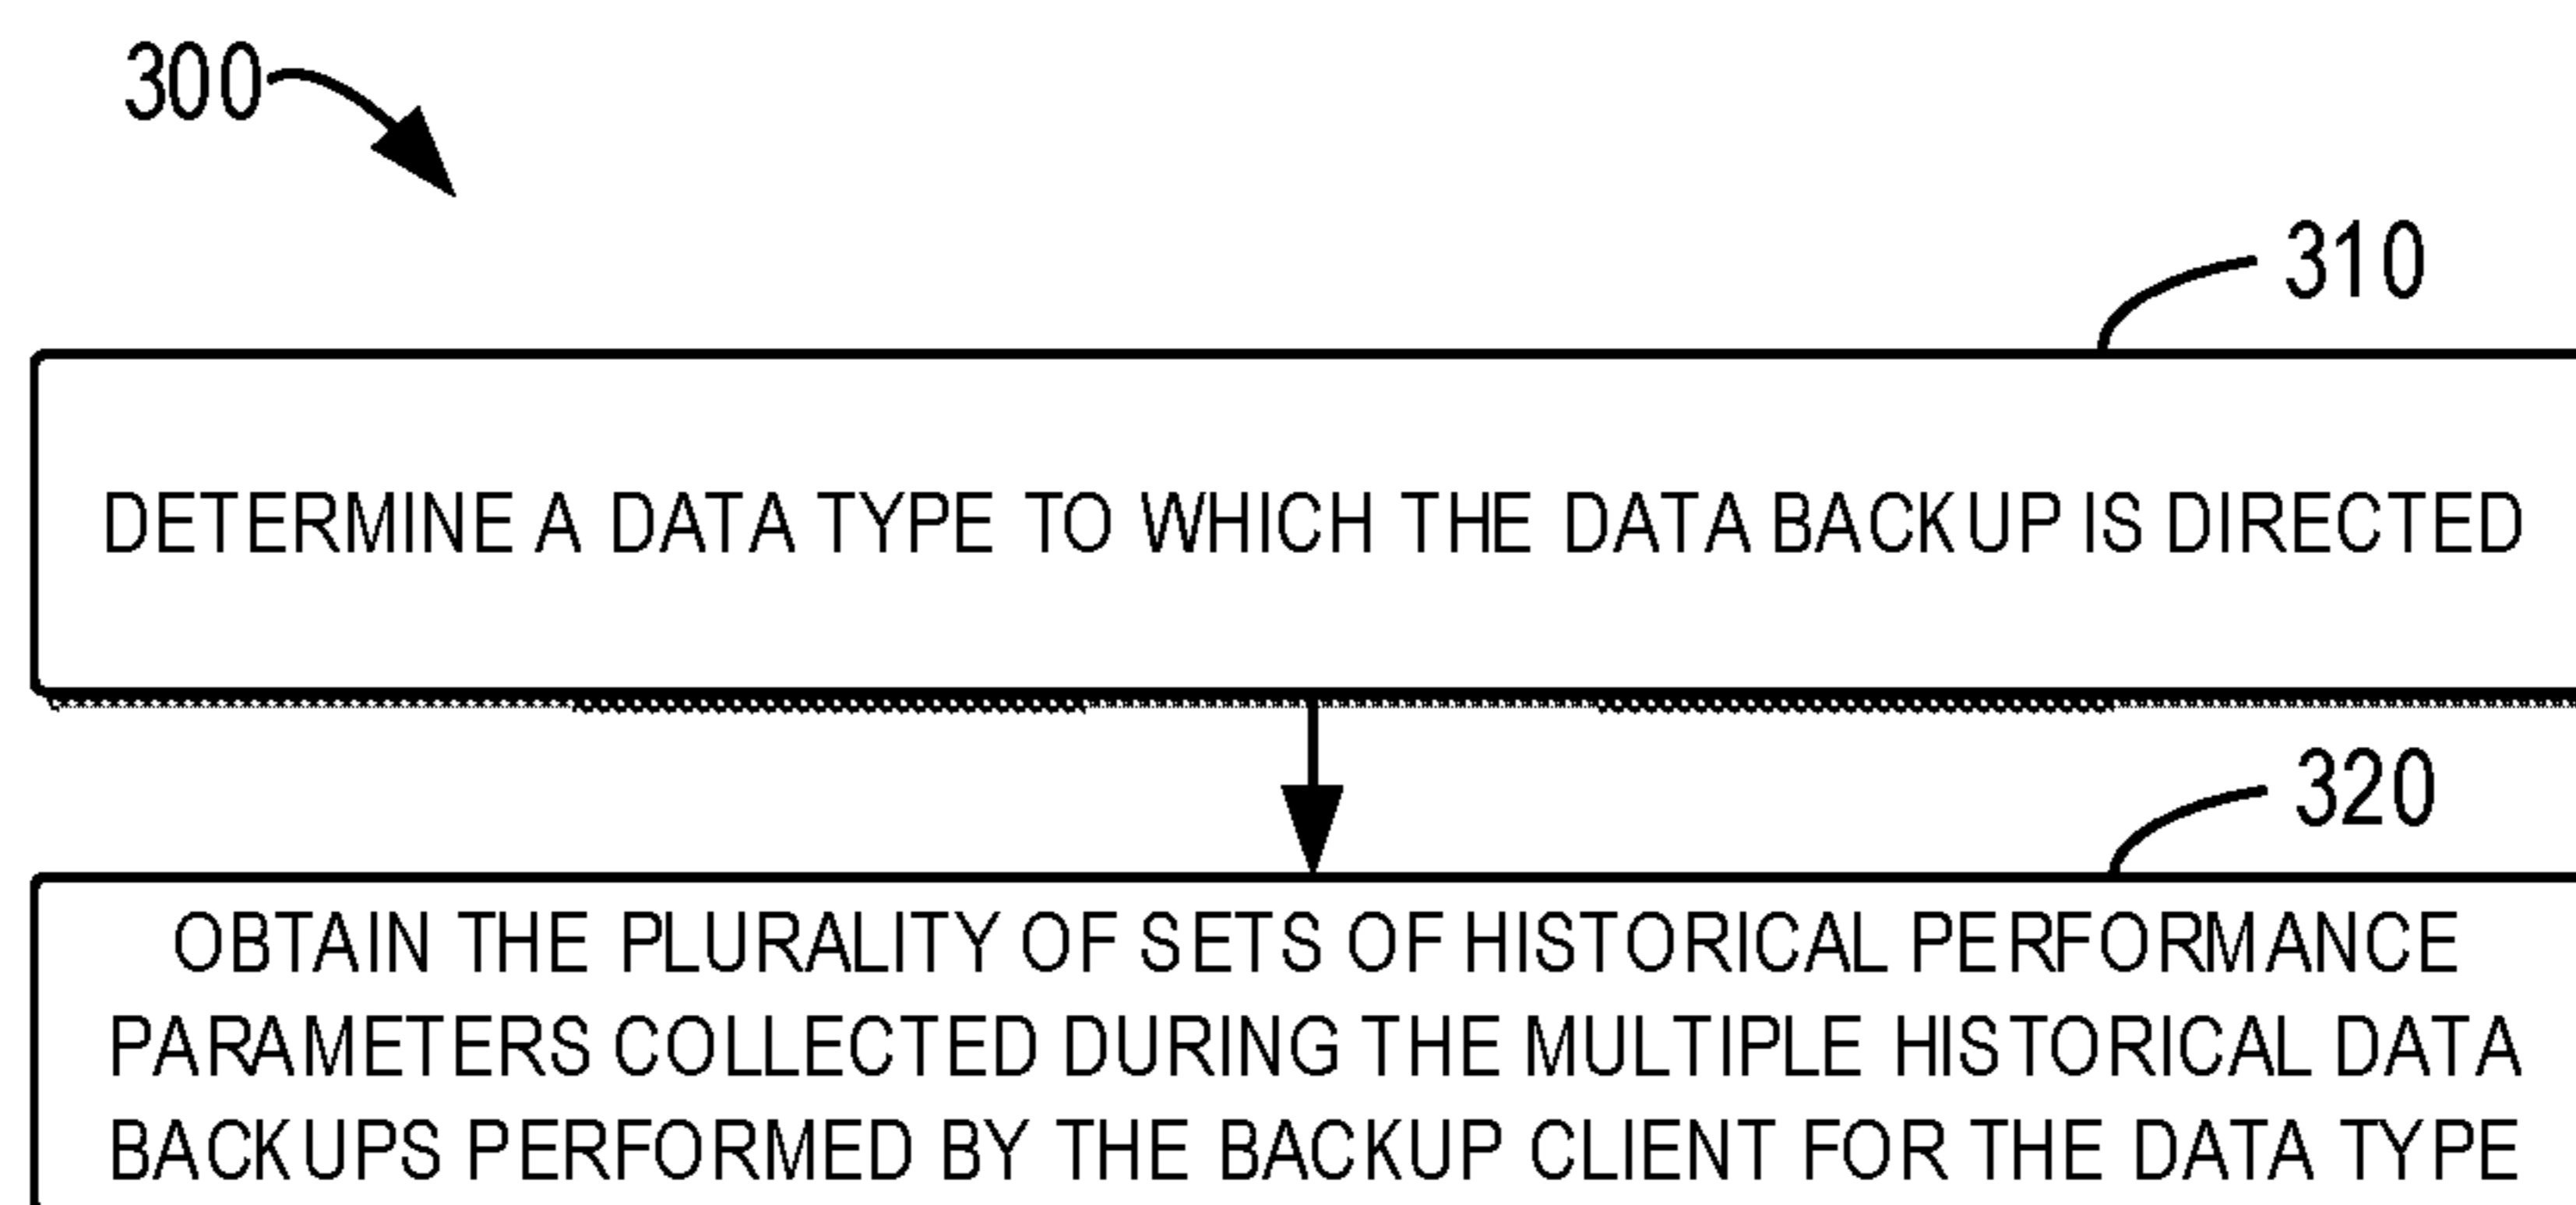 300
310
DETERMINE A DATA TYPE TO WHICH THE DATA BACKUP IS DIRECTED
320
OBTAIN THE PLURALITY OF SETS OF HISTORICAL PERFORMANCE
PARAMETERS COLLECTED DURING THE MULTIPLE HISTORICAL DATA
BACKUPS PERFORMED BY THE BACKUP CLIENT FOR THE DATA TYPE